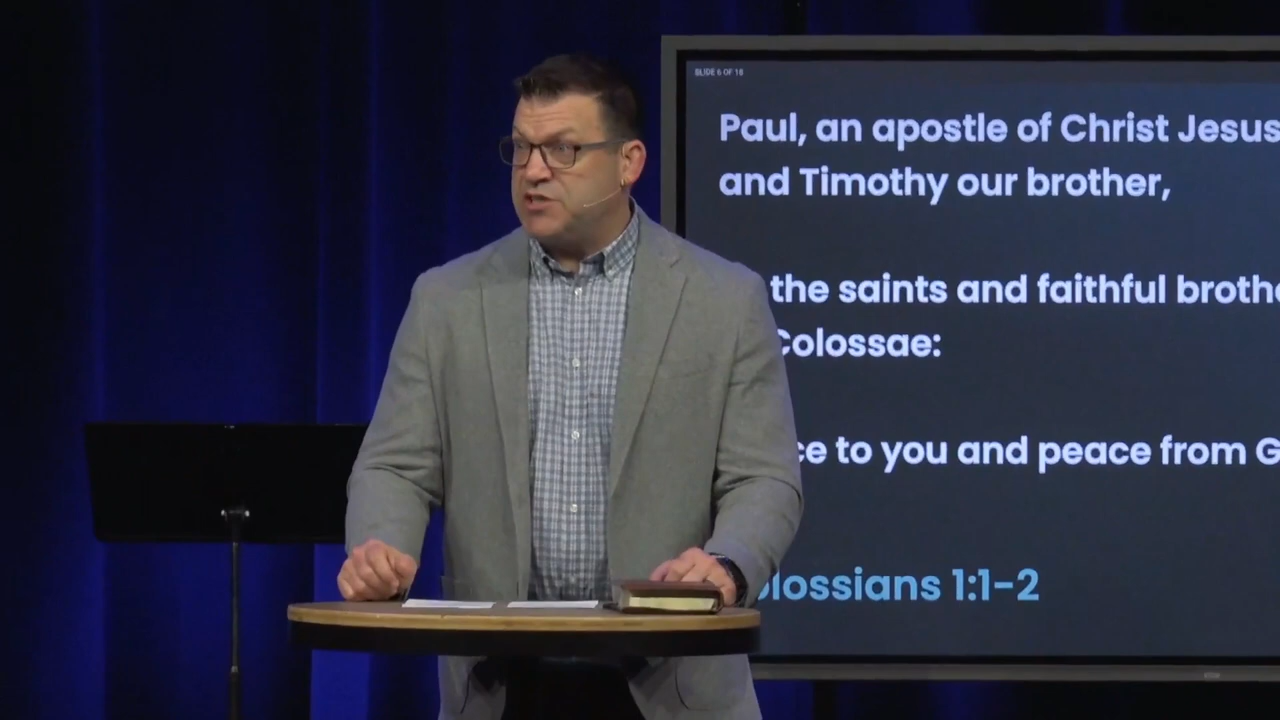 SLIDE 6 OF 18
Paul, an apostle of Christ Jesus
and Timothy our brother,
the saints and faithful brothe
Colossae:
ce to you and peace from G
olossians 1:1-2